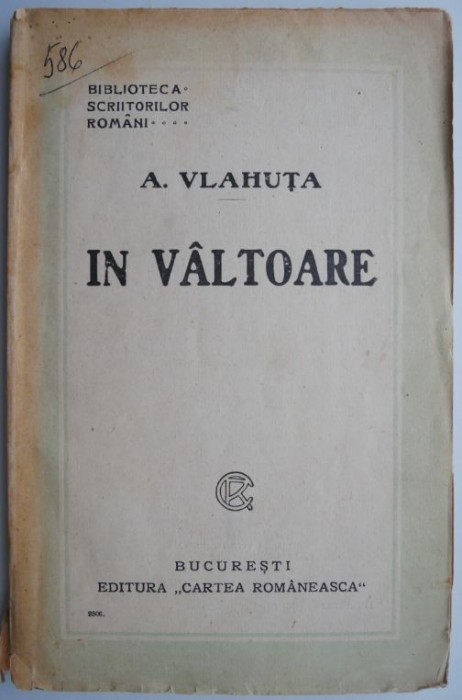 586
BIBLIOTECA
SCRIITORILOR
ROMÂNI
A. VLAHUȚA
IN VÂLTOARE
CR
BUCUREȘTI
EDITURA „CARTEA ROMÂNEASCA"